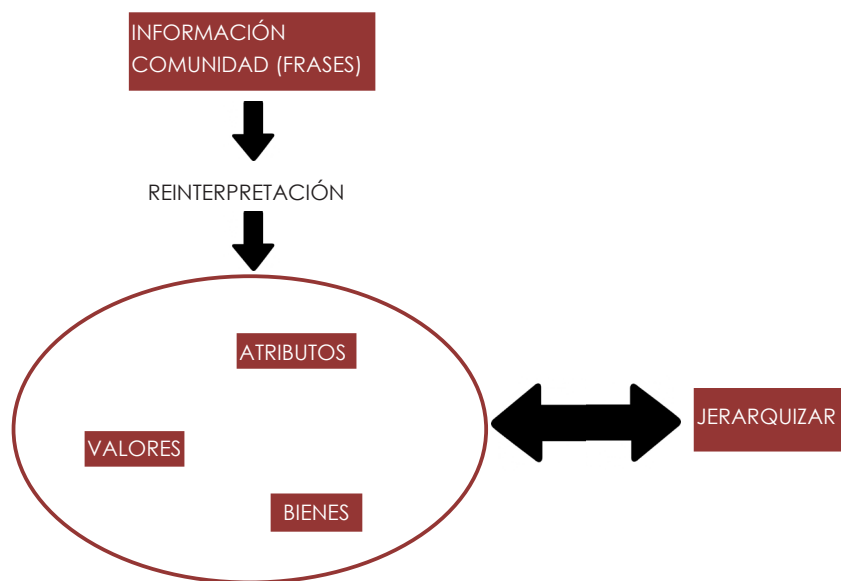 INFORMACIÓN
COMUNIDAD (FRASES)
REINTERPRETACIÓN
ATRIBUTOS
JERARQUIZAR
VALORES
BIENES